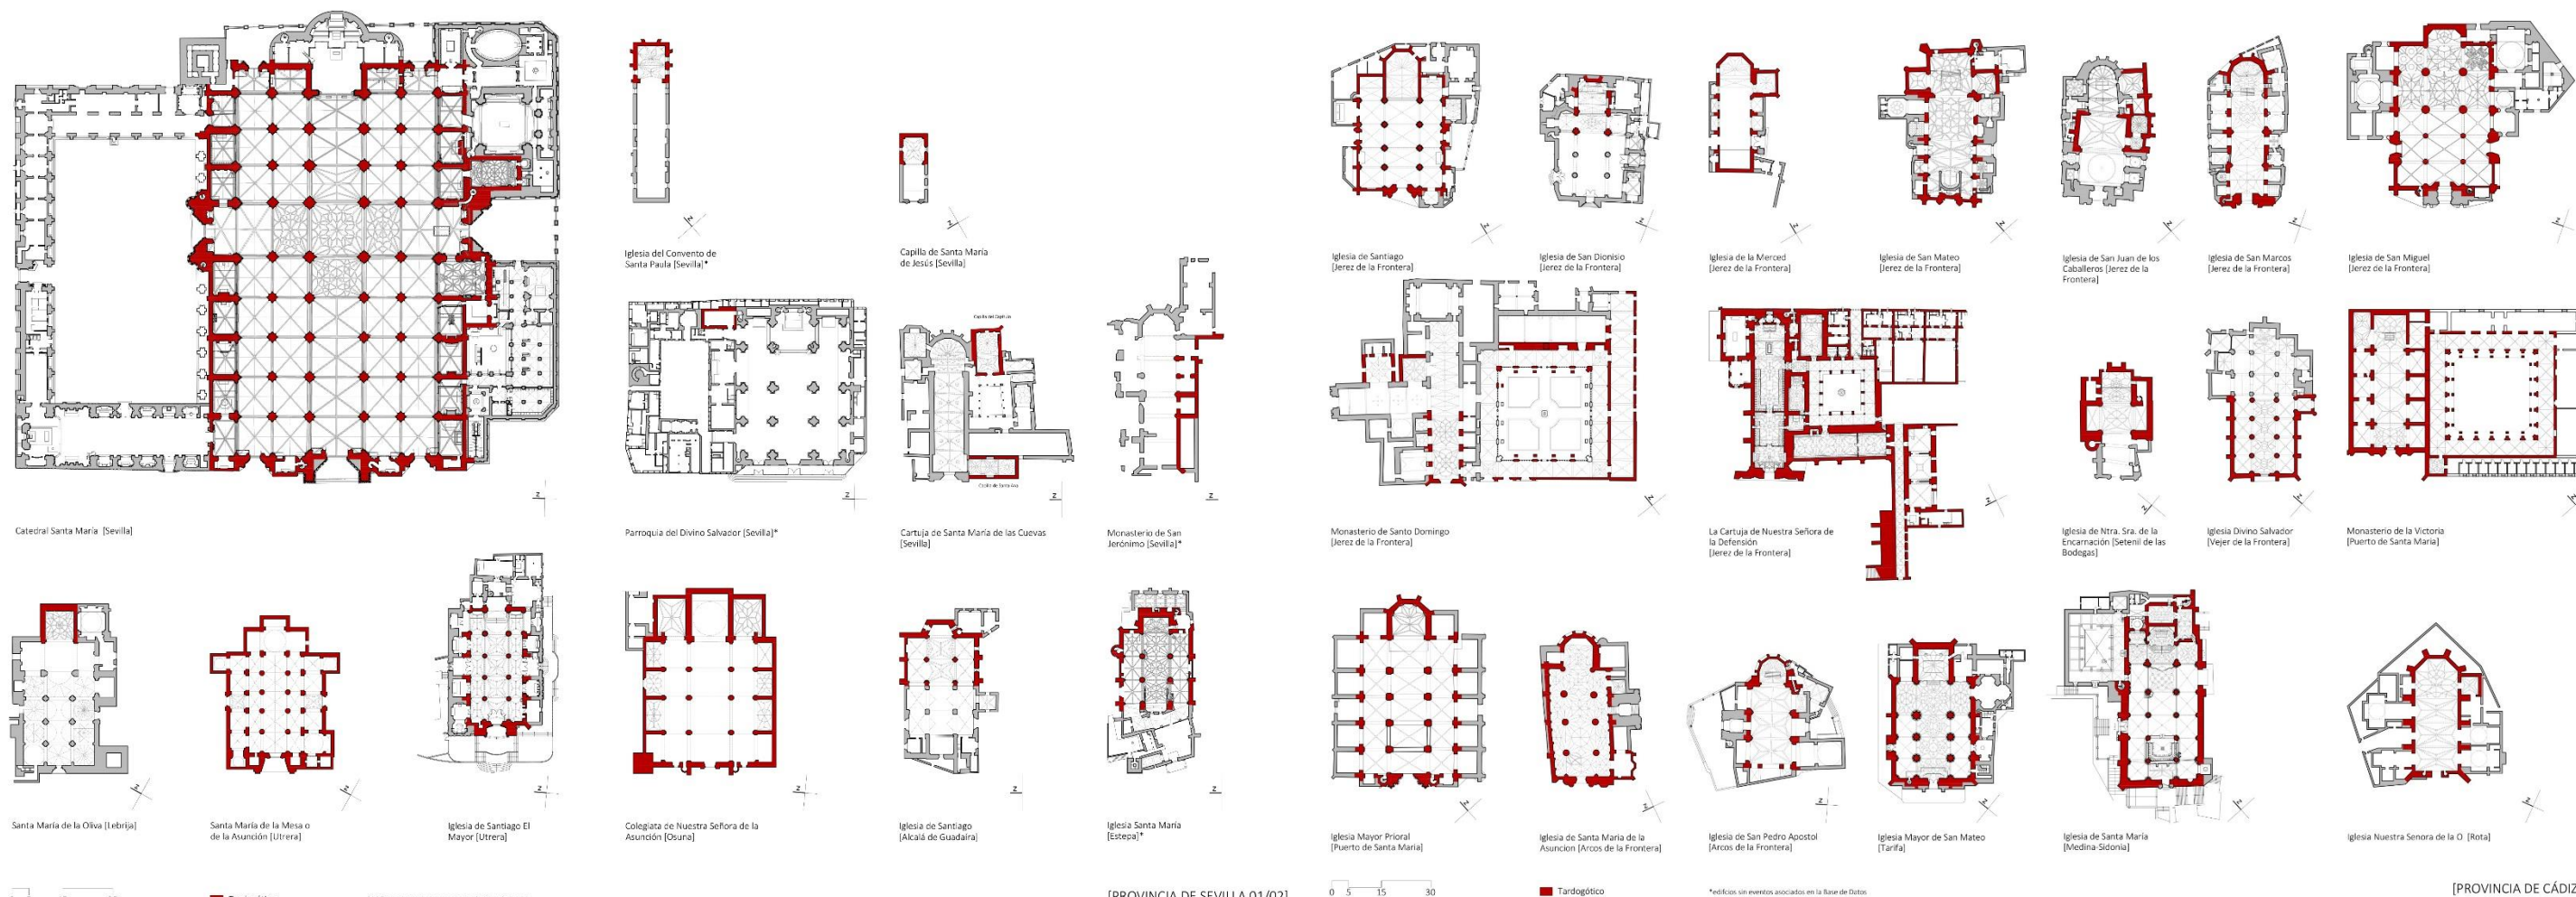 Iglesia del Convento de
Santa Paula [Sevilla]*
Capilla de Santa María
de Jesús [Sevilla]
Iglesia de Santiago
[Jerez de la Frontera]
Iglesia de San Dionisio
[Jerez de la Frontera]
Iglesia de la Merced
[Jerez de la Frontera]
Iglesia de San Mateo
[Jerez de la Frontera]
Iglesia de San Juan de los
Caballeros [Jerez de la
Frontera]
Iglesia de San Marcos
[Jerez de la Frontera]
Iglesia de San Miguel
[Jerez de la Frontera]
Catedral Santa María [Sevilla]
Parroquia del Divino Salvador [Sevilla]*
Cartuja de Santa María de las Cuevas
[Sevilla]
Monasterio de San
Jerónimo [Sevilla]*
Monasterio de Santo Domingo
[Jerez de la Frontera]
La Cartuja de Nuestra Señora de
la Defensión
[Jerez de la Frontera]
Iglesia de Ntra. Sra. de la
Encarnación [Setenil de las
Bodegas]
Iglesia Divino Salvador
[Vejer de la Frontera]
Monasterio de la Victoria
[Puerto de Santa Maria]
Santa María de la Oliva [Lebrija]
Santa María de la Mesa o
de la Asunción [Utrera]
Iglesia de Santiago El
Mayor [Utrera]
Colegiata de Nuestra Señora de la
Asunción [Osuna]
Iglesia de Santiago
[Alcalá de Guadaíra]
Iglesia Santa María
[Estepa]*
Iglesia Mayor Prioral
[Puerto de Santa Maria]
Iglesia de Santa Maria de la
Asuncion [Arcos de la Frontera]
Iglesia de San Pedro Apostol
[Arcos de la Frontera]
Iglesia Mayor de San Mateo
[Tarifa]
Iglesia de Santa María
[Medina-Sidonia]
Iglesia Nuestra Senora de la O [Rota]
[PROVINCIA DE SEVILLA 01/02]
0 5 15 30
Tardogótico
*edificios sin eventos asociados en la Base de Datos
[PROVINCIA DE CÁDIZ